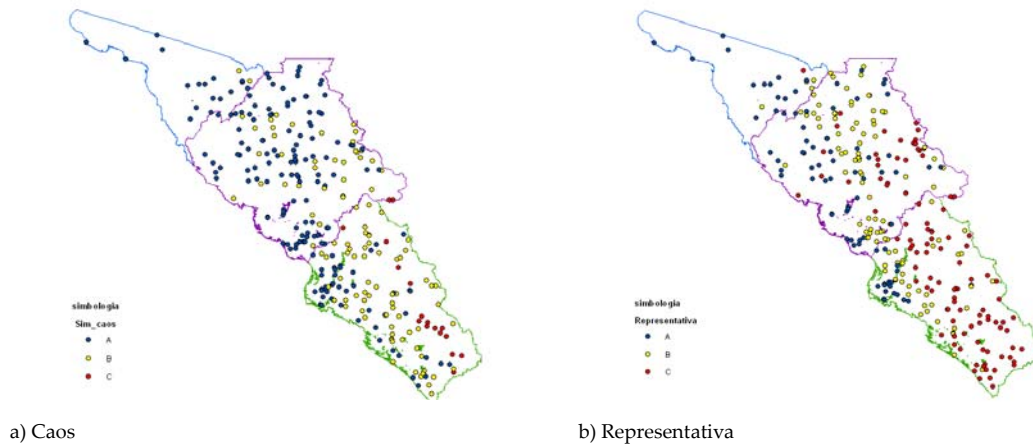 simbologia
Sim_caos
A
B
C
simbologia
Representativa
A
B
C
a) Caos
b) Representativa